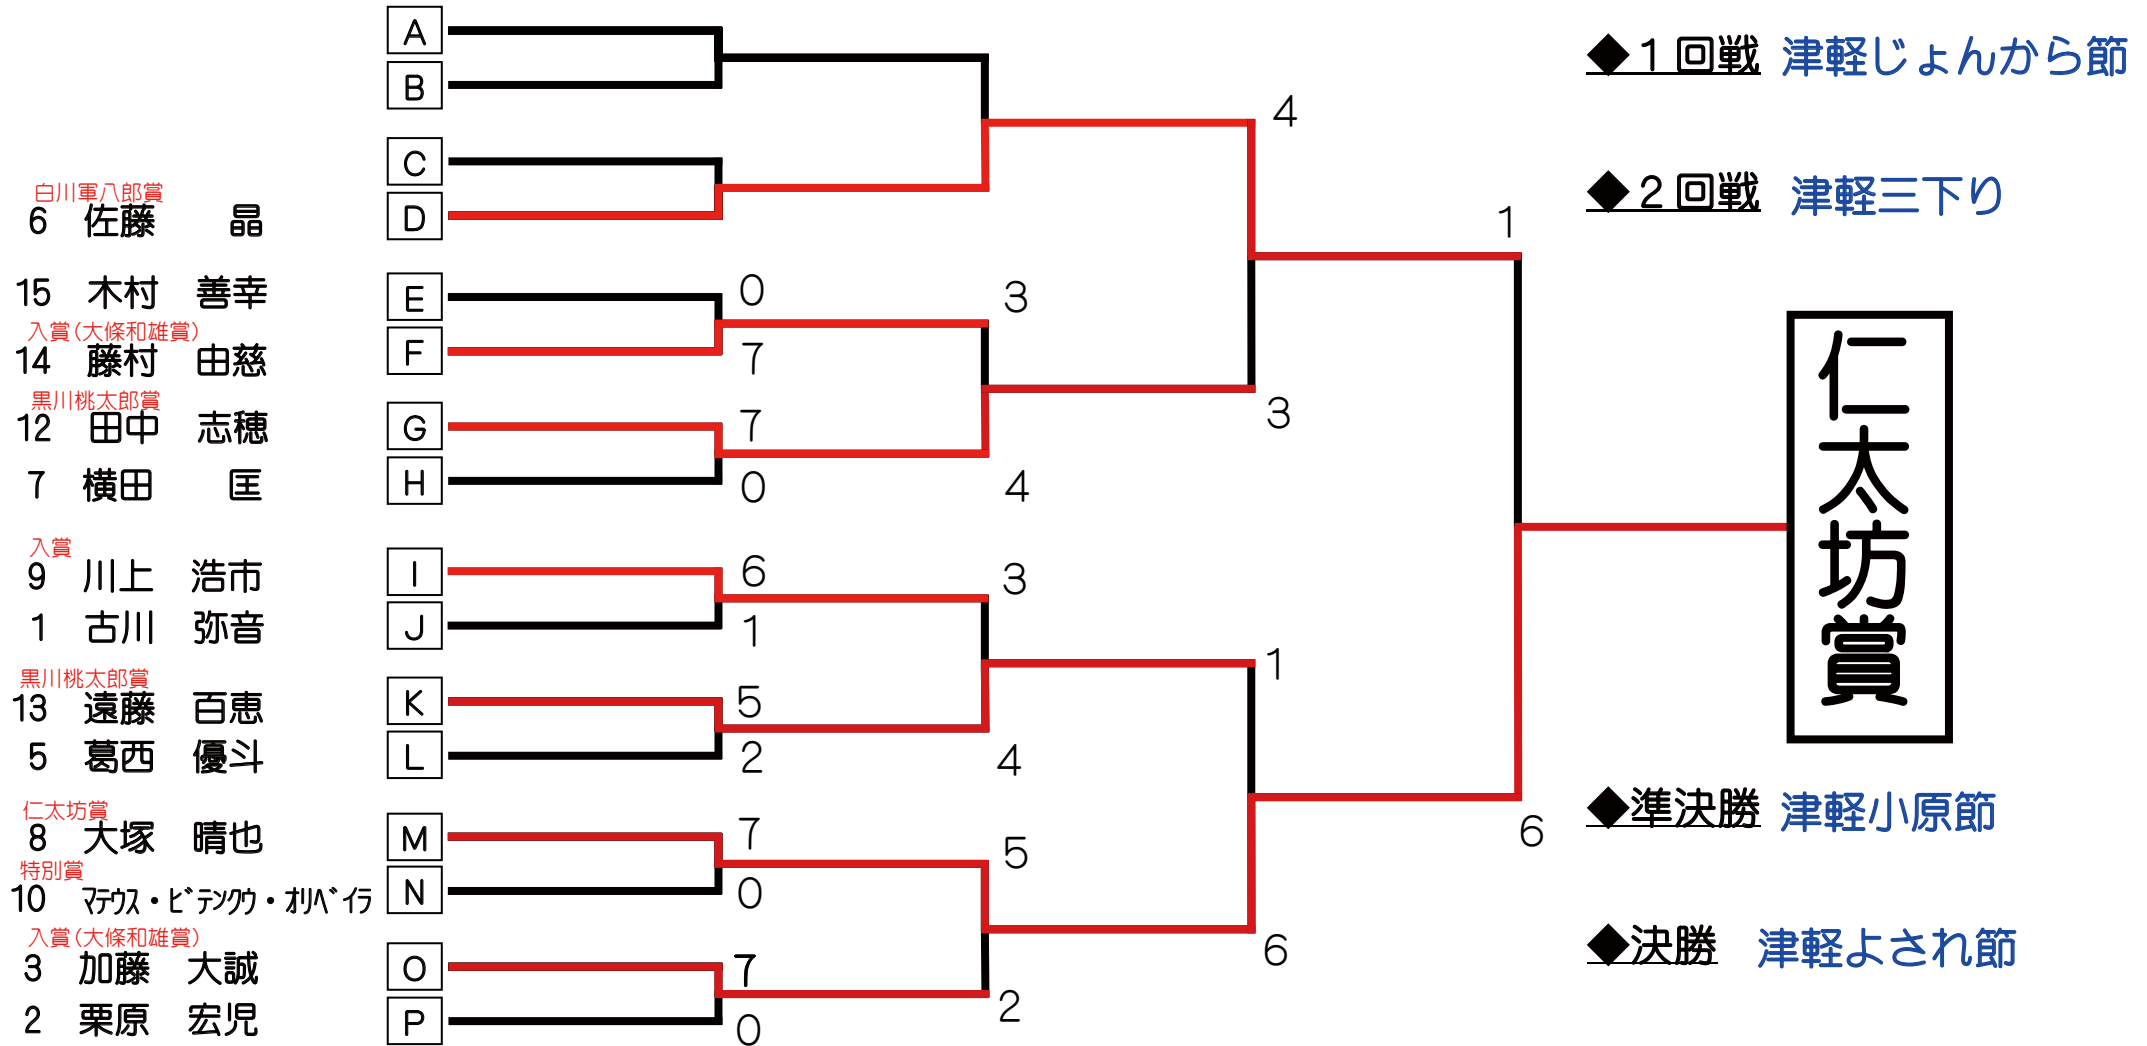 A
B
C
白川軍八郎賞
6 佐藤 晶 D
15 木村 善幸 E 0
入賞(大條和雄賞)
14 藤村 由慈 F 7
黒川桃太郎賞
12 田中 志穂 G 7
7 横田 匡 H 0
入賞
9 川上 浩市 I 6
1 古川 弥音 J 1
黒川桃太郎賞
13 遠藤 百恵 K 5
5 葛西 優斗 L 2
仁太坊賞
8 大塚 晴也 M 7
特別賞
10 ﾏﾃｳｽ・ﾋﾞﾃﾝｸｳ・ｵﾘﾍﾞｲﾗ N 0
入賞(大條和雄賞)
3 加藤 大誠 O 7
2 栗原 宏児 P 0
3
4
3
4
5
2
4
3
1
6
1
6
◆1回戦 津軽じょんから節
◆2回戦 津軽三下り
仁太坊賞
◆準決勝 津軽小原節
◆決勝 津軽よされ節